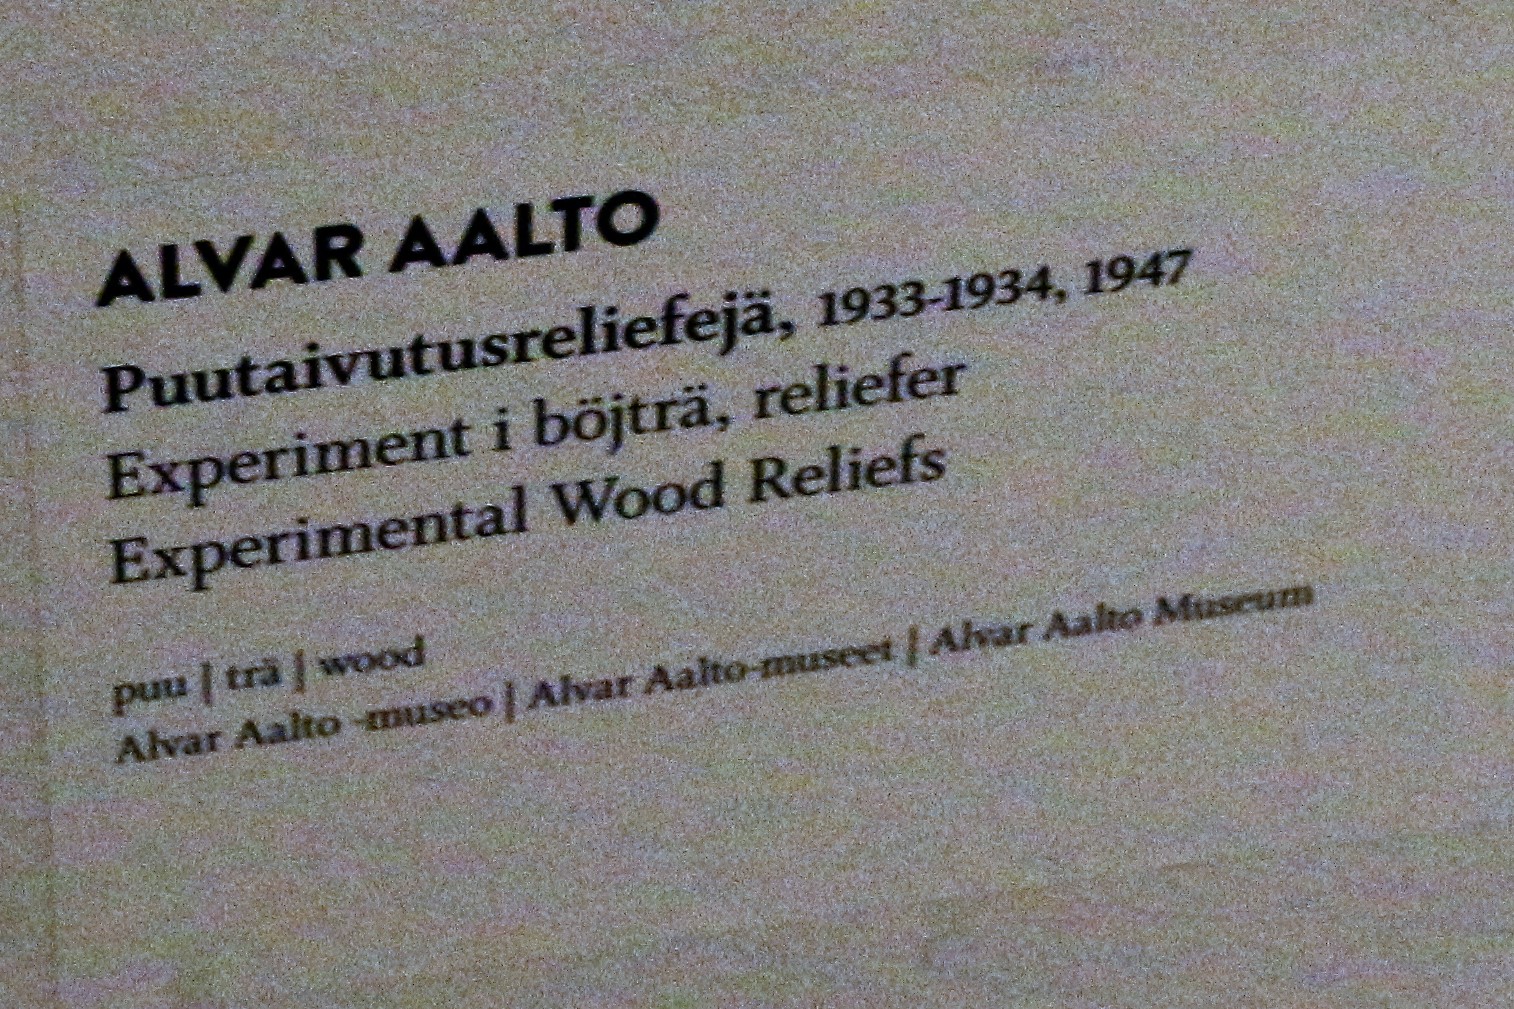 ALVAR AALTO
Puutaivutusreliefejä, 1933-1934, 1947
Experiment i böjträ, reliefer
Experimental Wood Reliefs
puu | trä | wood
Alvar Aalto -museo | Alvar Aalto-museet | Alvar Aalto Museum